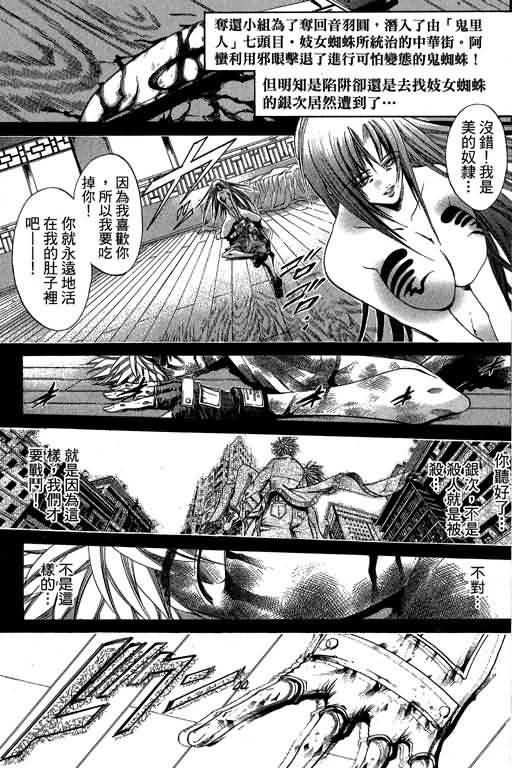 奪還小組為了奪回音羽圓，潛入了由「鬼里
人」七頭目・妓女蜘蛛所統治的中華街。阿
蠻利用邪眼擊退了進行可怕變態的鬼蜘蛛！
但明知是陷阱卻還是去找妓女蜘蛛
的銀次居然遭到了…
沒錯！我是
美的奴隸…
因為我喜歡你
，所以我要吃
掉你！
你就永遠地活
在我的肚子裡
吧——！
你聽好了…
銀次，不是
殺人就是被
殺…
就是因為這
樣，我們才
要戰鬥！
不對…
不是這
樣的…